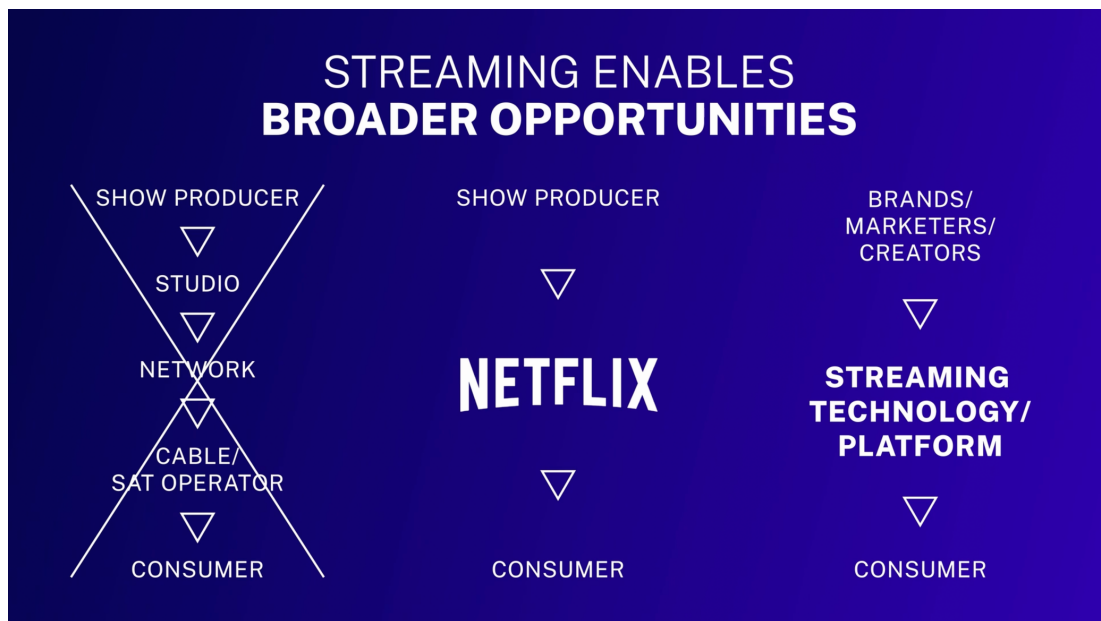 STREAMING ENABLES
BROADER OPPORTUNITIES
SHOW PRODUCER
STUDIO
NETWORK
CABLE/
SAT OPERATOR
CONSUMER
SHOW PRODUCER
NETFLIX
CONSUMER
BRANDS/
MARKETERS/
CREATORS
STREAMING
TECHNOLOGY/
PLATFORM
CONSUMER